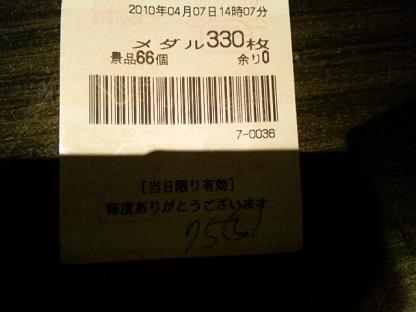 2010年04月07日14時07分
メダル330枚
景品66個 余り0
7-0036
[当日限り有効]
毎度ありがとうございます